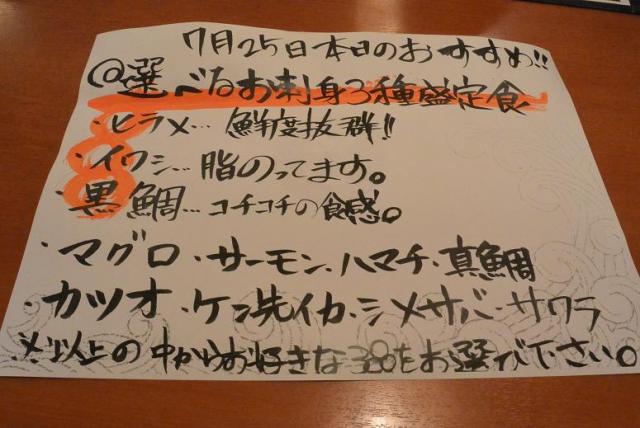 7月25日本日のおすすめ!!
@選べるお刺身3種盛定食
・ヒラメ…鮮度抜群!!
・イワシ…脂のってます。
・黒鯛…コチコチの食感。
・マグロ・サーモン・ハマチ・真鯛
・カツオ・ケン先イカ・シメサバ・サワラ
※以上の中からお好きな3つをお選び下さい。